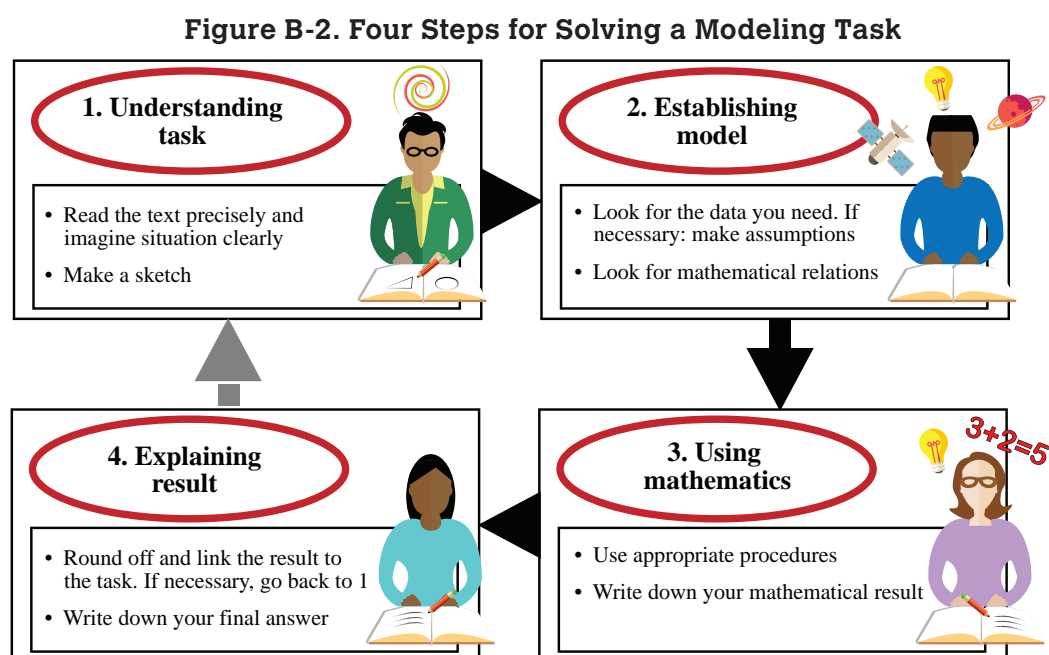 Figure B-2. Four Steps for Solving a Modeling Task
1. Understanding
task
• Read the text precisely and
imagine situation clearly
• Make a sketch
2. Establishing
model
• Look for the data you need. If
necessary: make assumptions
• Look for mathematical relations
3. Using
mathematics
3+2=5
• Use appropriate procedures
• Write down your mathematical result
4. Explaining
result
• Round off and link the result to
the task. If necessary, go back to 1
• Write down your final answer